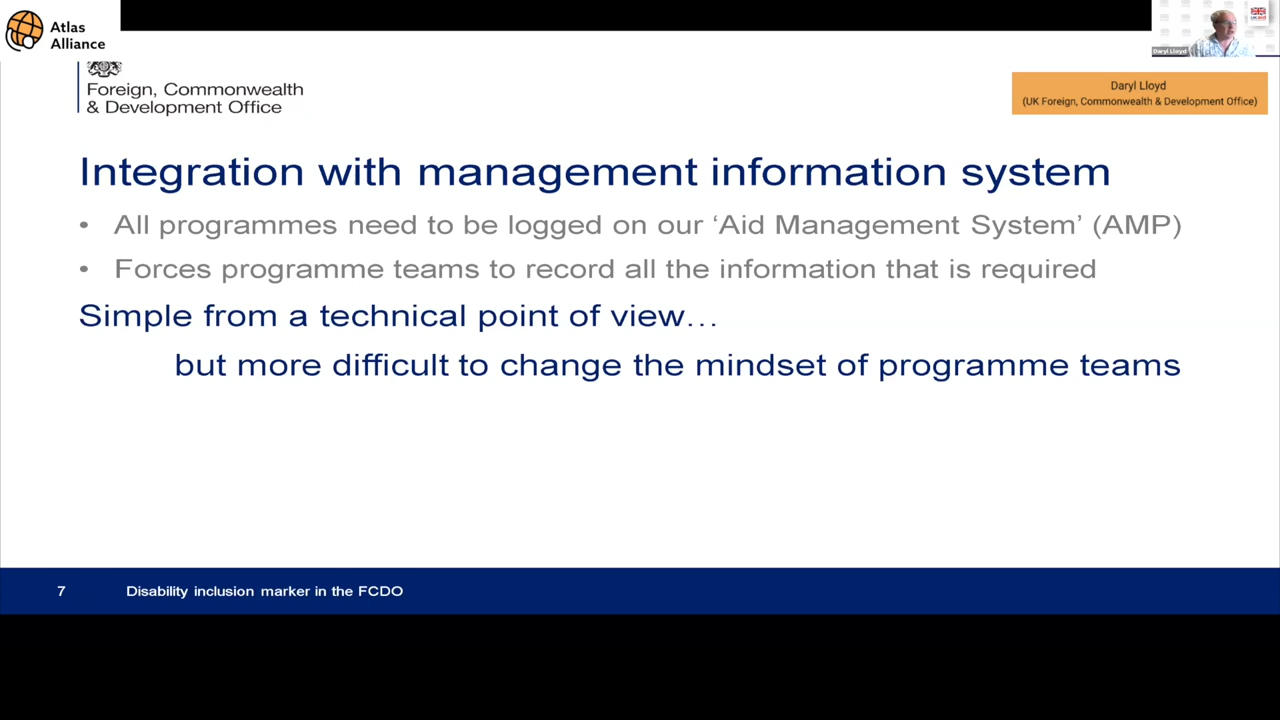 Atlas
Alliance
Daryl Lloyd
Foreign, Commonwealth
& Development Office
Daryl Lloyd
(UK Foreign, Commonwealth & Development Office)
Integration with management information system
• All programmes need to be logged on our ‘Aid Management System’ (AMP)
• Forces programme teams to record all the information that is required
Simple from a technical point of view…
but more difficult to change the mindset of programme teams
7 Disability inclusion marker in the FCDO